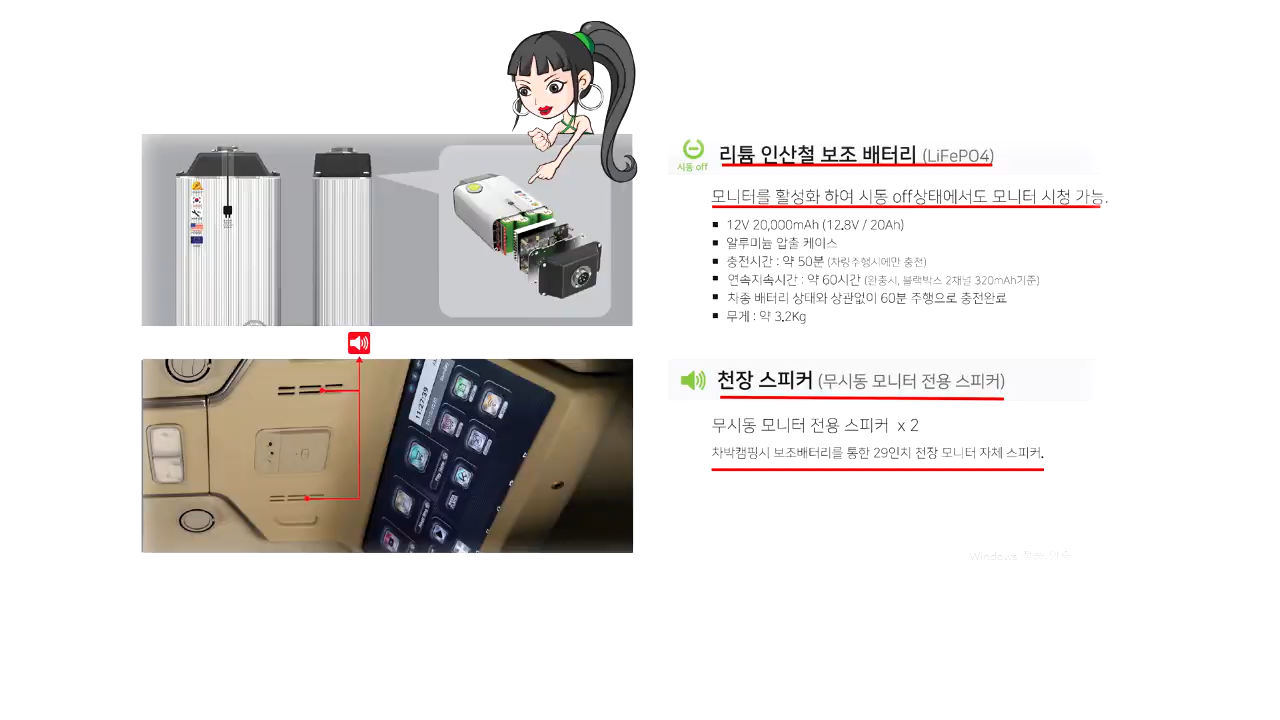 시동 off
리튬 인산철 보조 배터리 (LiFePO4)
모니터를 활성화 하여 시동 off상태에서도 모니터 시청 가능.
12V 20,000mAh (12.8V / 20Ah)
알루미늄 압출 케이스
충전시간 : 약 50분 (차량주행시에만 충전)
연속지속시간 : 약 60시간 (완충시, 블랙박스 2채널 320mAh기준)
차종 배터리 상태와 상관없이 60분 주행으로 충전완료
무게 : 약 3.2Kg
천장 스피커 (무시동 모니터 전용 스피커)
무시동 모니터 전용 스피커 x 2
차박캠핑시 보조배터리를 통한 29인치 천장 모니터 자체 스피커.
11:27:39
Windows